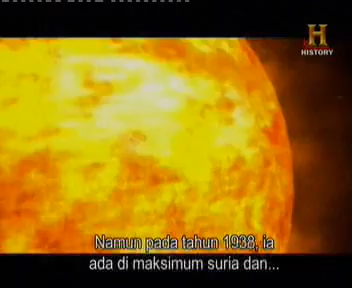 H
HISTORY
Namun pada tahun 1938, ia
ada di maksimum suria dan...